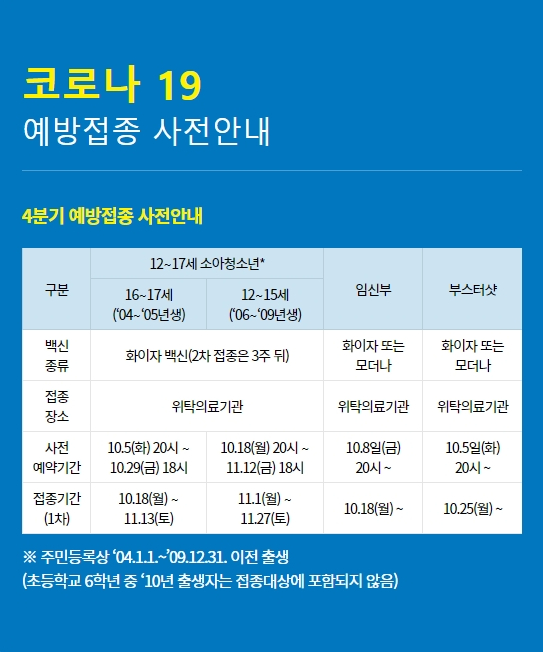 코로나 19
예방접종 사전안내
4분기 예방접종 사전안내
구분
12~17세 소아청소년*
16~17세
(‘04~‘05년생)
12~15세
(‘06~‘09년생)
임신부
부스터샷
백신
종류
화이자 백신(2차 접종은 3주 뒤)
화이자 또는
모더나
화이자 또는
모더나
접종
장소
위탁의료기관
위탁의료기관
위탁의료기관
사전
예약기간
10.5(화) 20시 ~
10.29(금) 18시
10.18(월) 20시 ~
11.12(금) 18시
10.8일(금)
20시 ~
10.5일(화)
20시 ~
접종기간
(1차)
10.18(월) ~
11.13(토)
11.1(월) ~
11.27(토)
10.18(월) ~
10.25(월) ~
※ 주민등록상 ‘04.1.1.~’09.12.31. 이전 출생
(초등학교 6학년 중 ‘10년 출생자는 접종대상에 포함되지 않음)